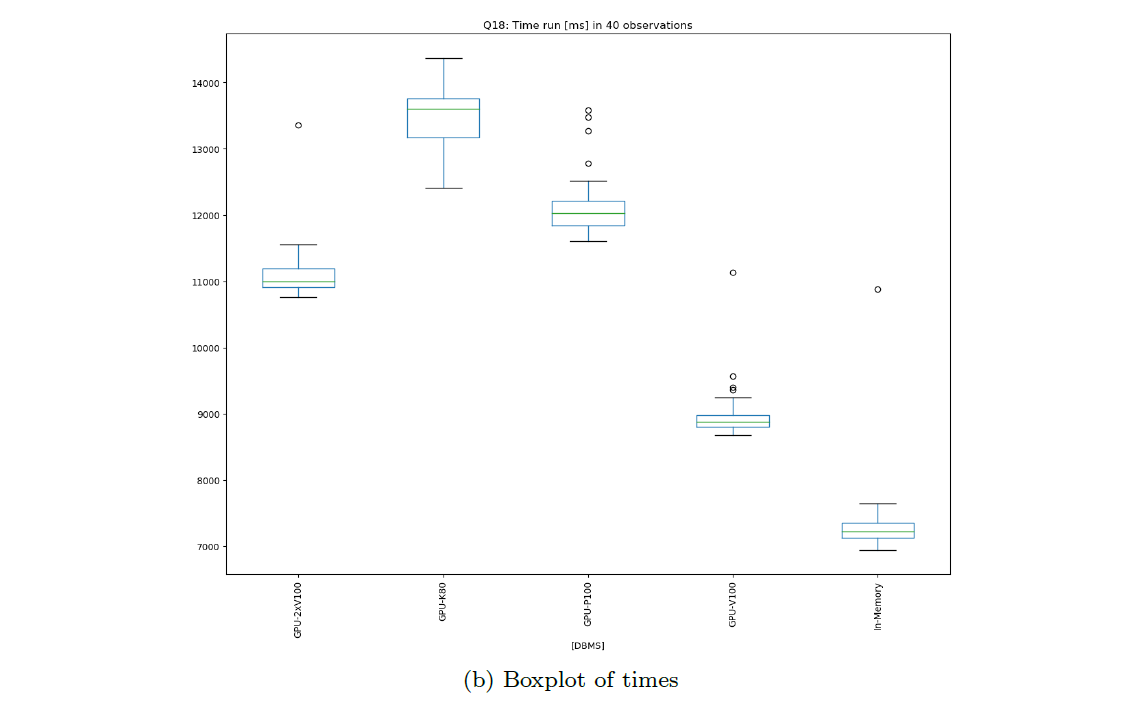 Q18: Time run [ms] in 40 observations
14000
13000
12000
11000
10000
9000
8000
7000
GPU-2xV100
GPU-K80
GPU-P100
GPU-V100
In-Memory
[DBMS]
(b) Boxplot of times